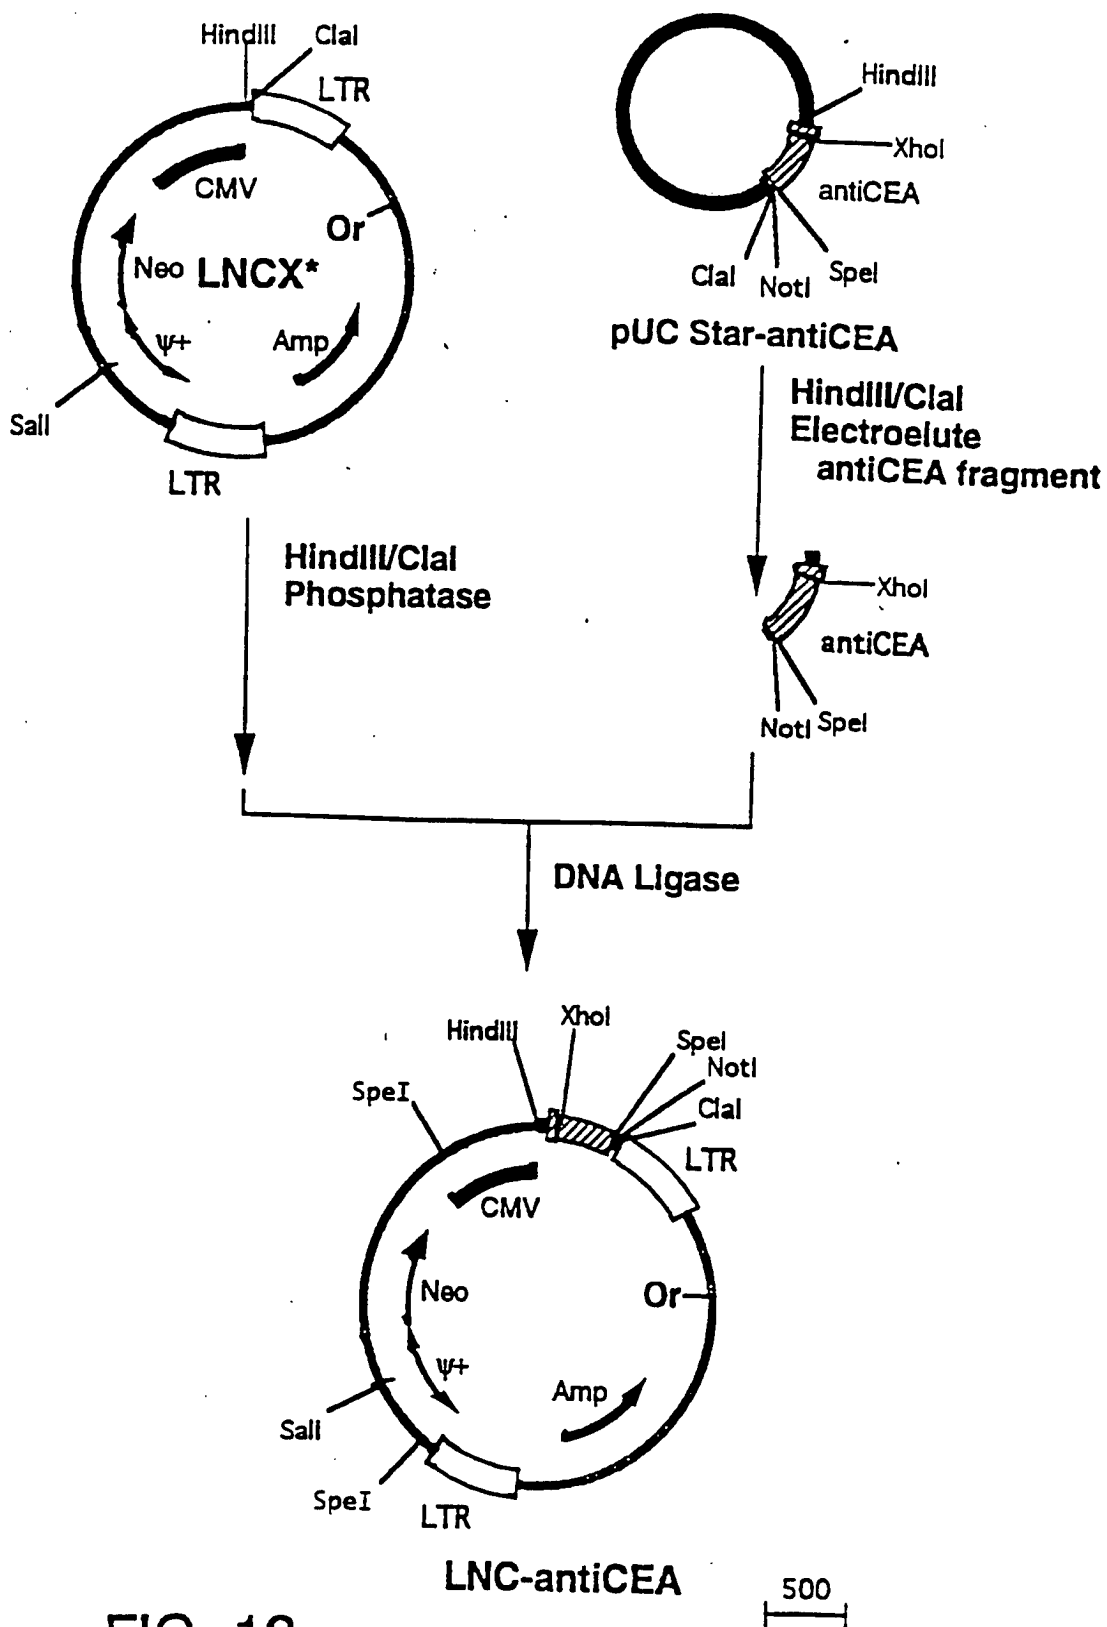 HindIII
ClaI
LTR
CMV
Or
Neo
LNCX*
ψ+
Amp
SalI
LTR
HindIII
XhoI
antiCEA
ClaI
NotI
SpeI
pUC Star-antiCEA
HindIII/ClaI
Electroelute
antiCEA fragment
HindIII/ClaI
Phosphatase
XhoI
antiCEA
NotI
SpeI
DNA Ligase
HindIII
XhoI
SpeI
NotI
SpeI
ClaI
LTR
CMV
Neo
Or
ψ+
Amp
SalI
SpeI
LTR
LNC-antiCEA
500